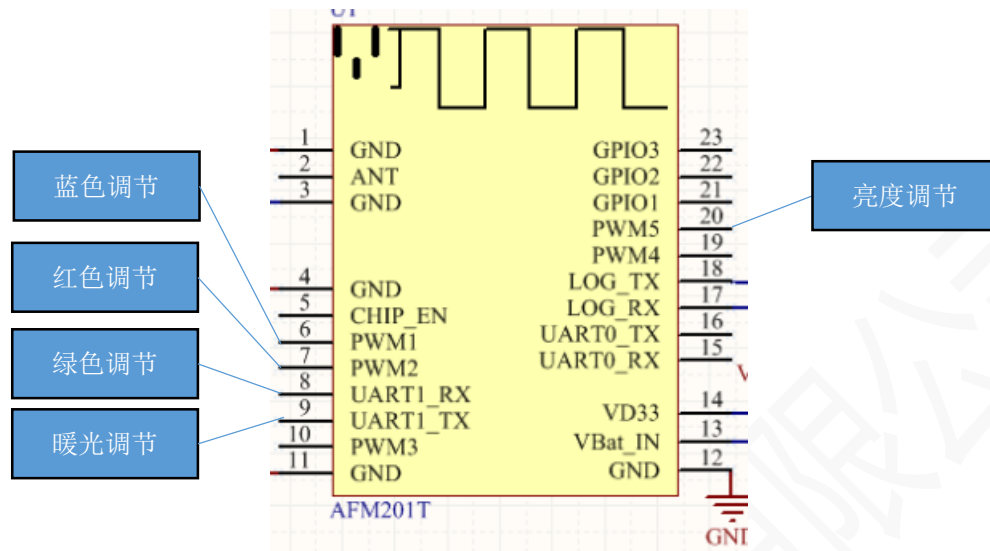 U1
1
GND
2
ANT
3
GND
4
GND
5
CHIP_EN
6
PWM1
7
PWM2
8
UART1_RX
9
UART1_TX
10
PWM3
11
GND
23
GPIO3
22
GPIO2
21
GPIO1
20
PWM5
19
PWM4
18
LOG_TX
17
LOG_RX
16
UART0_TX
15
UART0_RX
14
VD33
13
VBat_IN
12
GND
AFM201T
GND
蓝色调节
红色调节
绿色调节
暖光调节
亮度调节
限公司